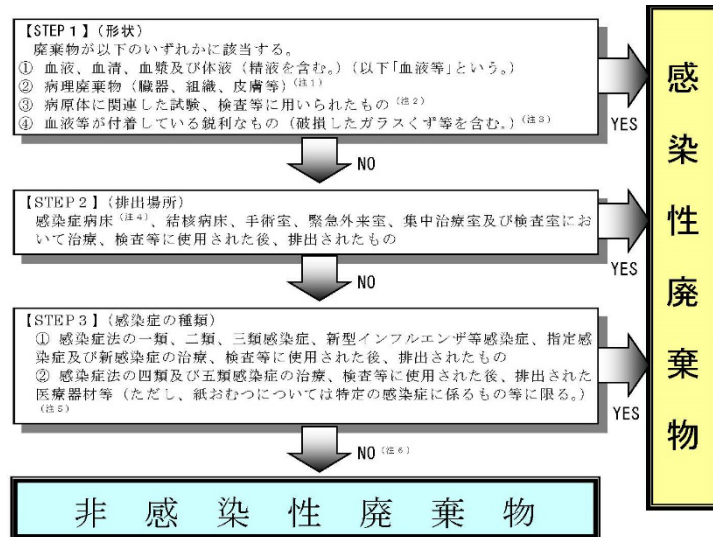 【STEP1】(形状)
廃棄物が以下のいずれかに該当する。
① 血液、血清、血漿及び体液(精液を含む。)(以下「血液等」という。)
② 病理廃棄物(臓器、組織、皮膚等)(注1)
③ 病原体に関連した試験、検査等に用いられたもの(注2)
④ 血液等が付着している鋭利なもの(破損したガラスくず等を含む。)(注3)
YES
NO
【STEP2】(排出場所)
感染症病床(注4)、結核病床、手術室、緊急外来室、集中治療室及び検査室にお
いて治療、検査等に使用された後、排出されたもの
YES
NO
【STEP3】(感染症の種類)
① 感染症法の一類、二類、三類感染症、新型インフルエンザ等感染症、指定感
染症及び新感染症の治療、検査等に使用された後、排出されたもの
② 感染症法の四類及び五類感染症の治療、検査等に使用された後、排出された
医療器材等(ただし、紙おむつについては特定の感染症に係るもの等に限る。)
(注5)
YES
NO(注6)
非感染性廃棄物
感染性廃棄物